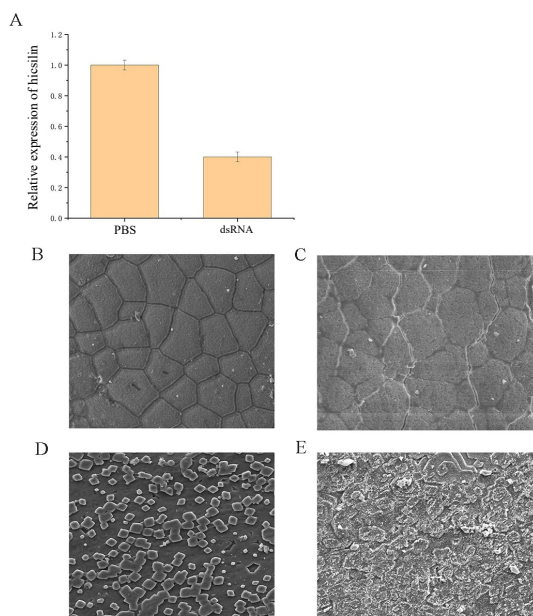 A
Relative expression of hicsilin
1.2
1.0
0.8
0.6
0.4
0.2
0.0
PBS dsRNA
B
C
D
E